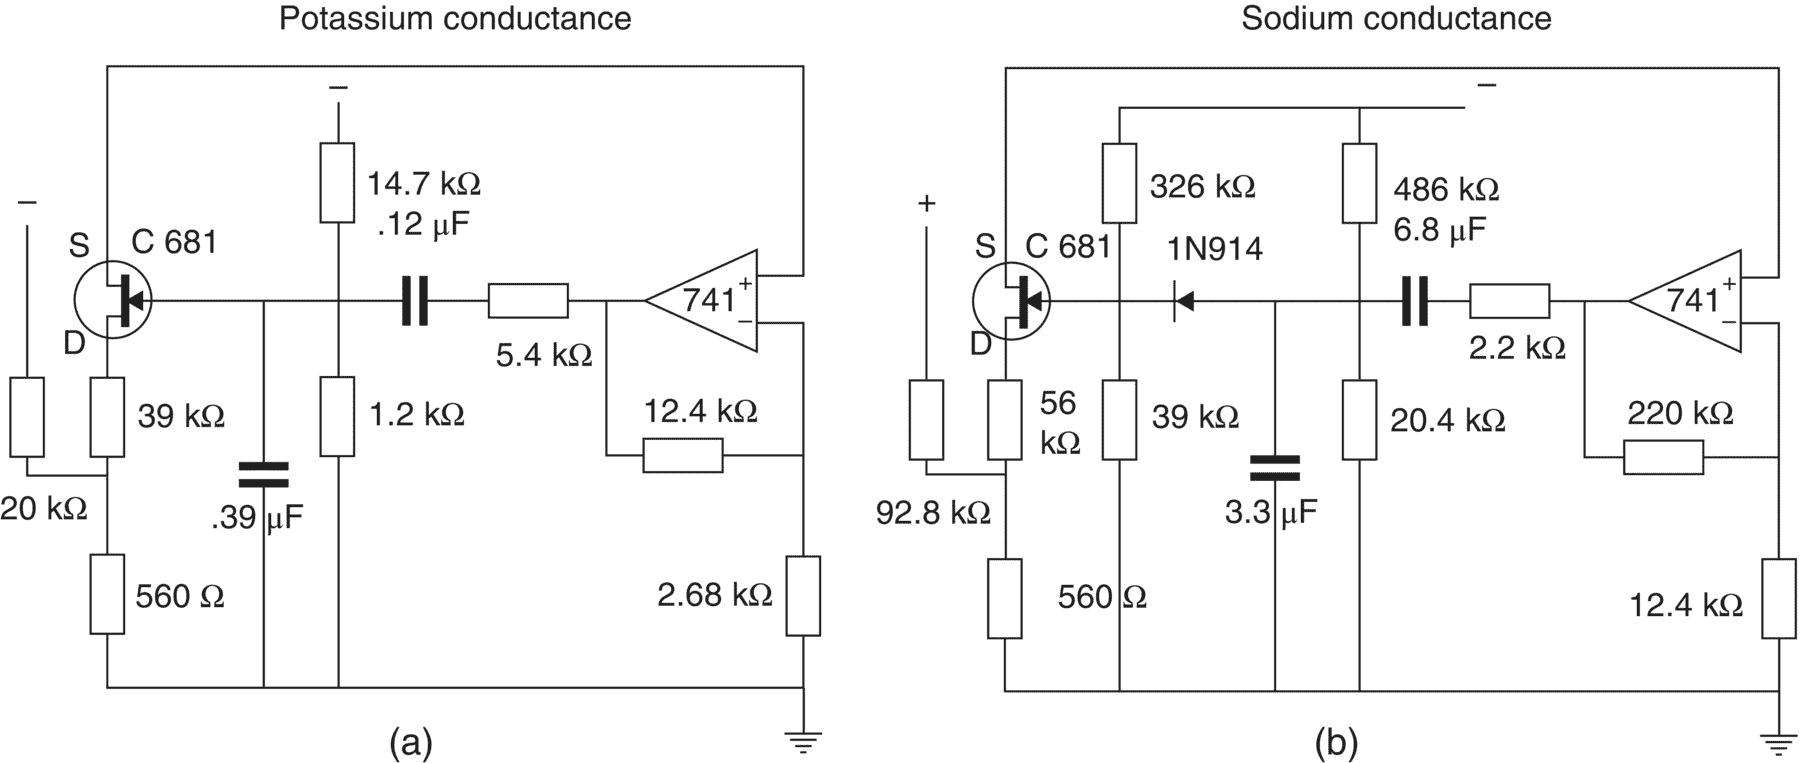 Potassium conductance
−
14.7 kΩ
.12 µF
−
S
C 681
D
741
+
−
5.4 kΩ
39 kΩ
1.2 kΩ
12.4 kΩ
20 kΩ
.39 µF
560 Ω
2.68 kΩ
(a)
Sodium conductance
−
326 kΩ
486 kΩ
6.8 µF
+
S
C 681
1N914
D
741
+
−
2.2 kΩ
56
kΩ
39 kΩ
20.4 kΩ
220 kΩ
92.8 kΩ
3.3 µF
560 Ω
12.4 kΩ
(b)